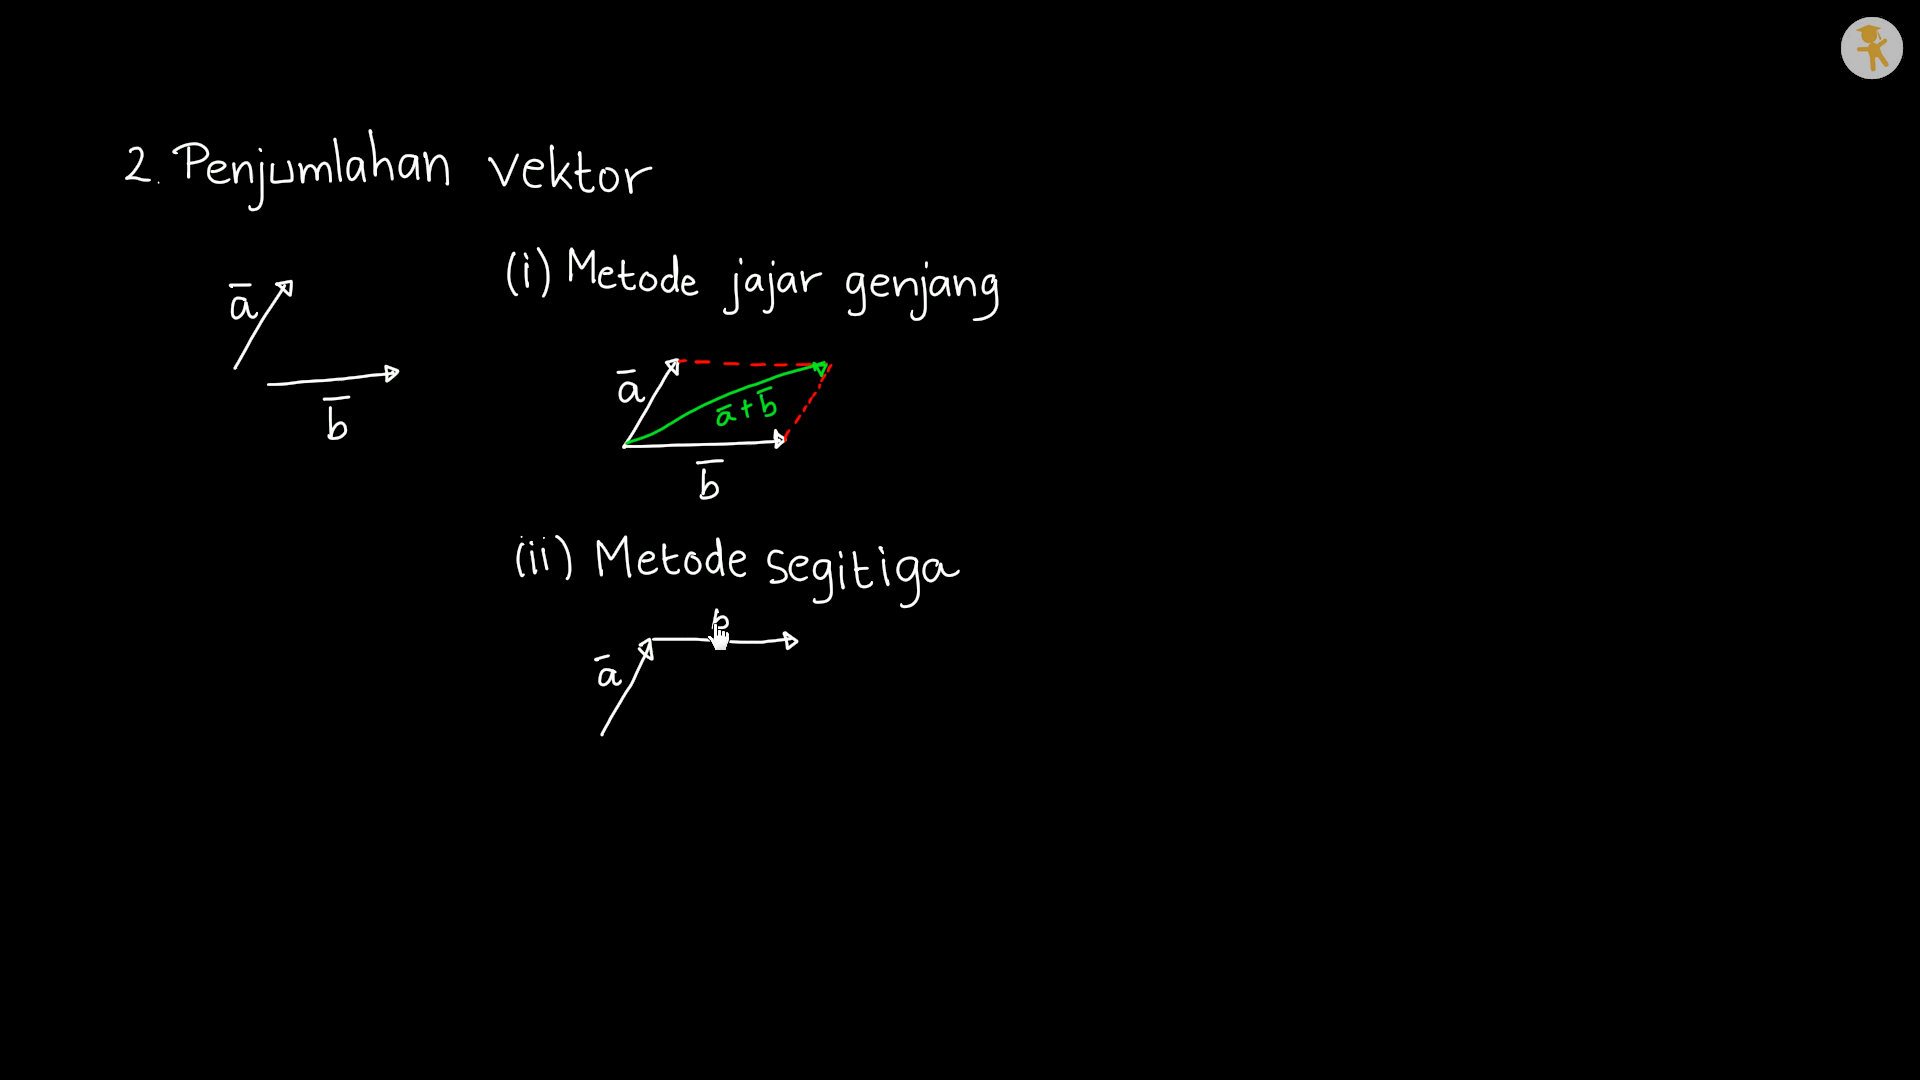 2. Penjumlahan vektor
(i) Metode jajar genjang
a̅
b̅
a̅
a̅+b̅
b̅
(ii) Metode segitiga
b
a̅